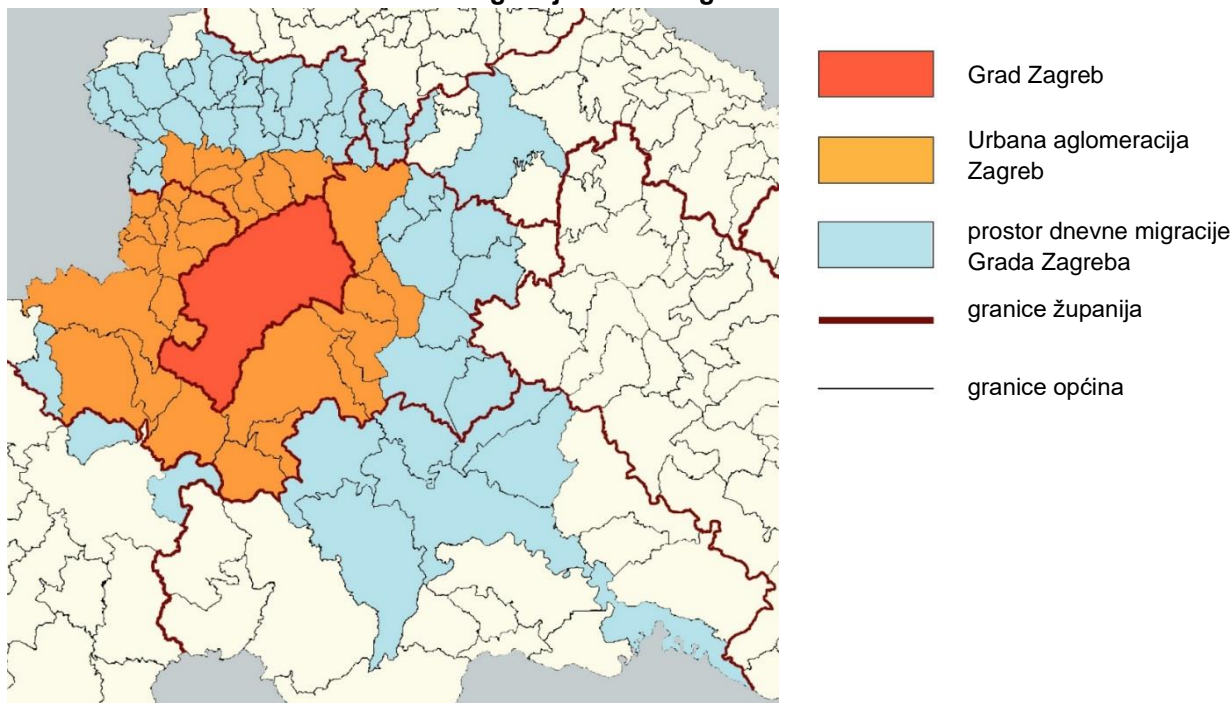 Grad Zagreb
Urbana aglomeracija
Zagreb
prostor dnevne migracije
Grada Zagreba
granice županija
granice općina